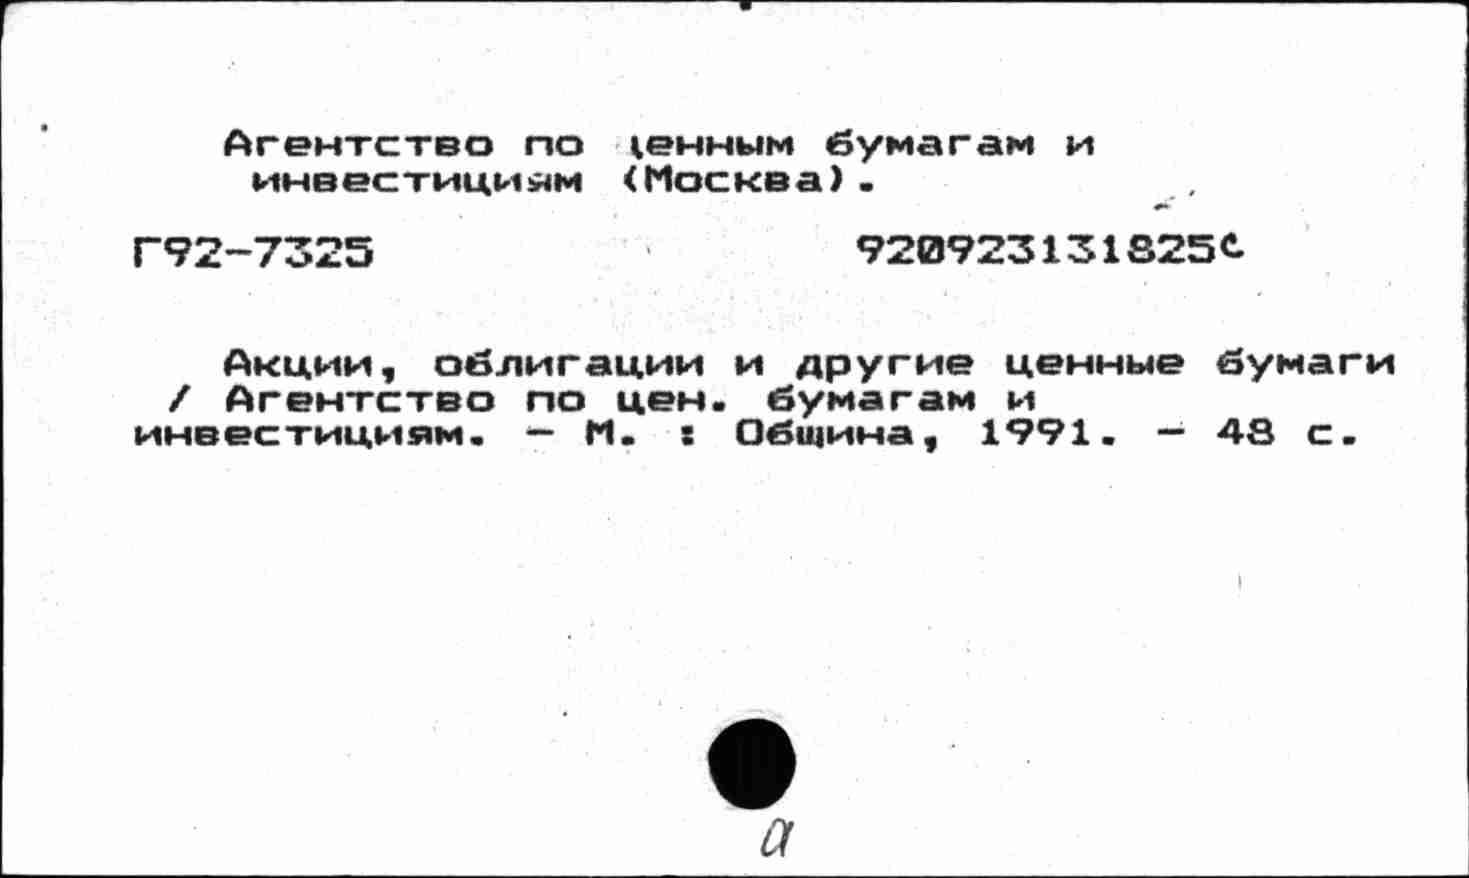 Агентство по ценным бумагам и
инвестициям (Москва).
Г92-7325
Акции, облигации и другие ценные бумаги
/ Агентство по цен. бумагам и
инвестициям. - М. : Община, 1991. - 48 с.
а